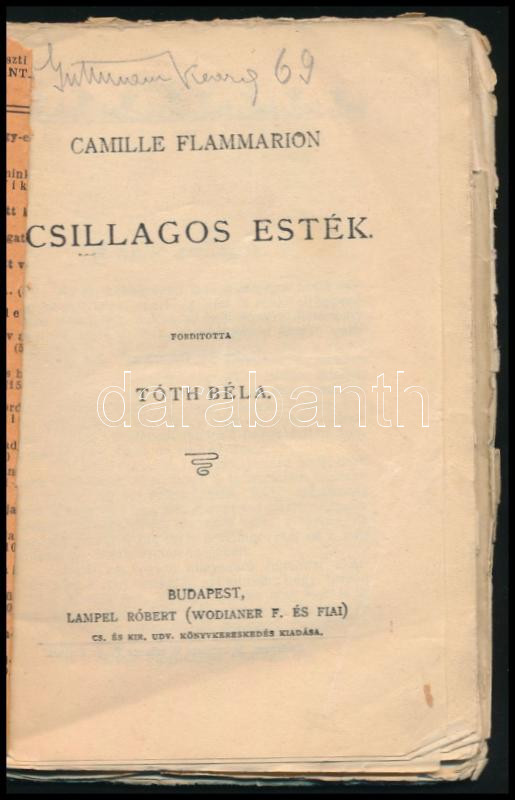 69
CAMILLE FLAMMARION
CSILLAGOS ESTÉK.
FORDITOTTA
TÓTH BÉLA.
darabanth
BUDAPEST,
LAMPEL RÓBERT (WODIANER F. ÉS FIAI)
CS. ÉS KIR. UDV. KÖNYVKERESKEDÉS KIADÁSA.